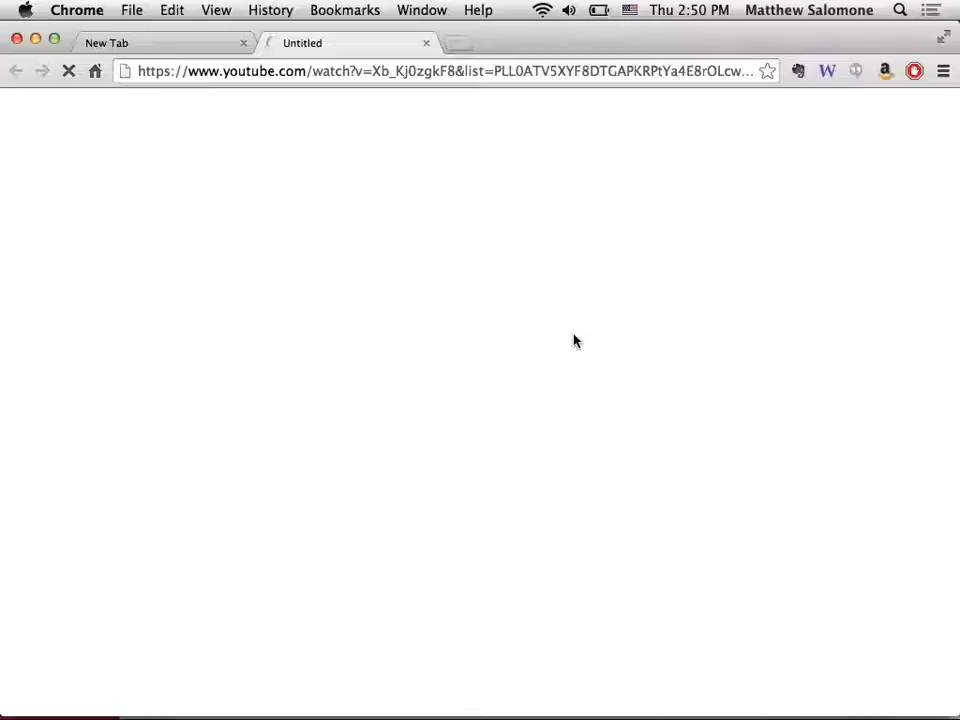 Chrome File Edit View History Bookmarks Window Help Thu 2:50 PM Matthew Salomone
New Tab Untitled
https://www.youtube.com/watch?v=Xb_Kj0zgkF8&list=PLL0ATV5XYF8DTGAPKRPtYa4E8rOLcw... W a